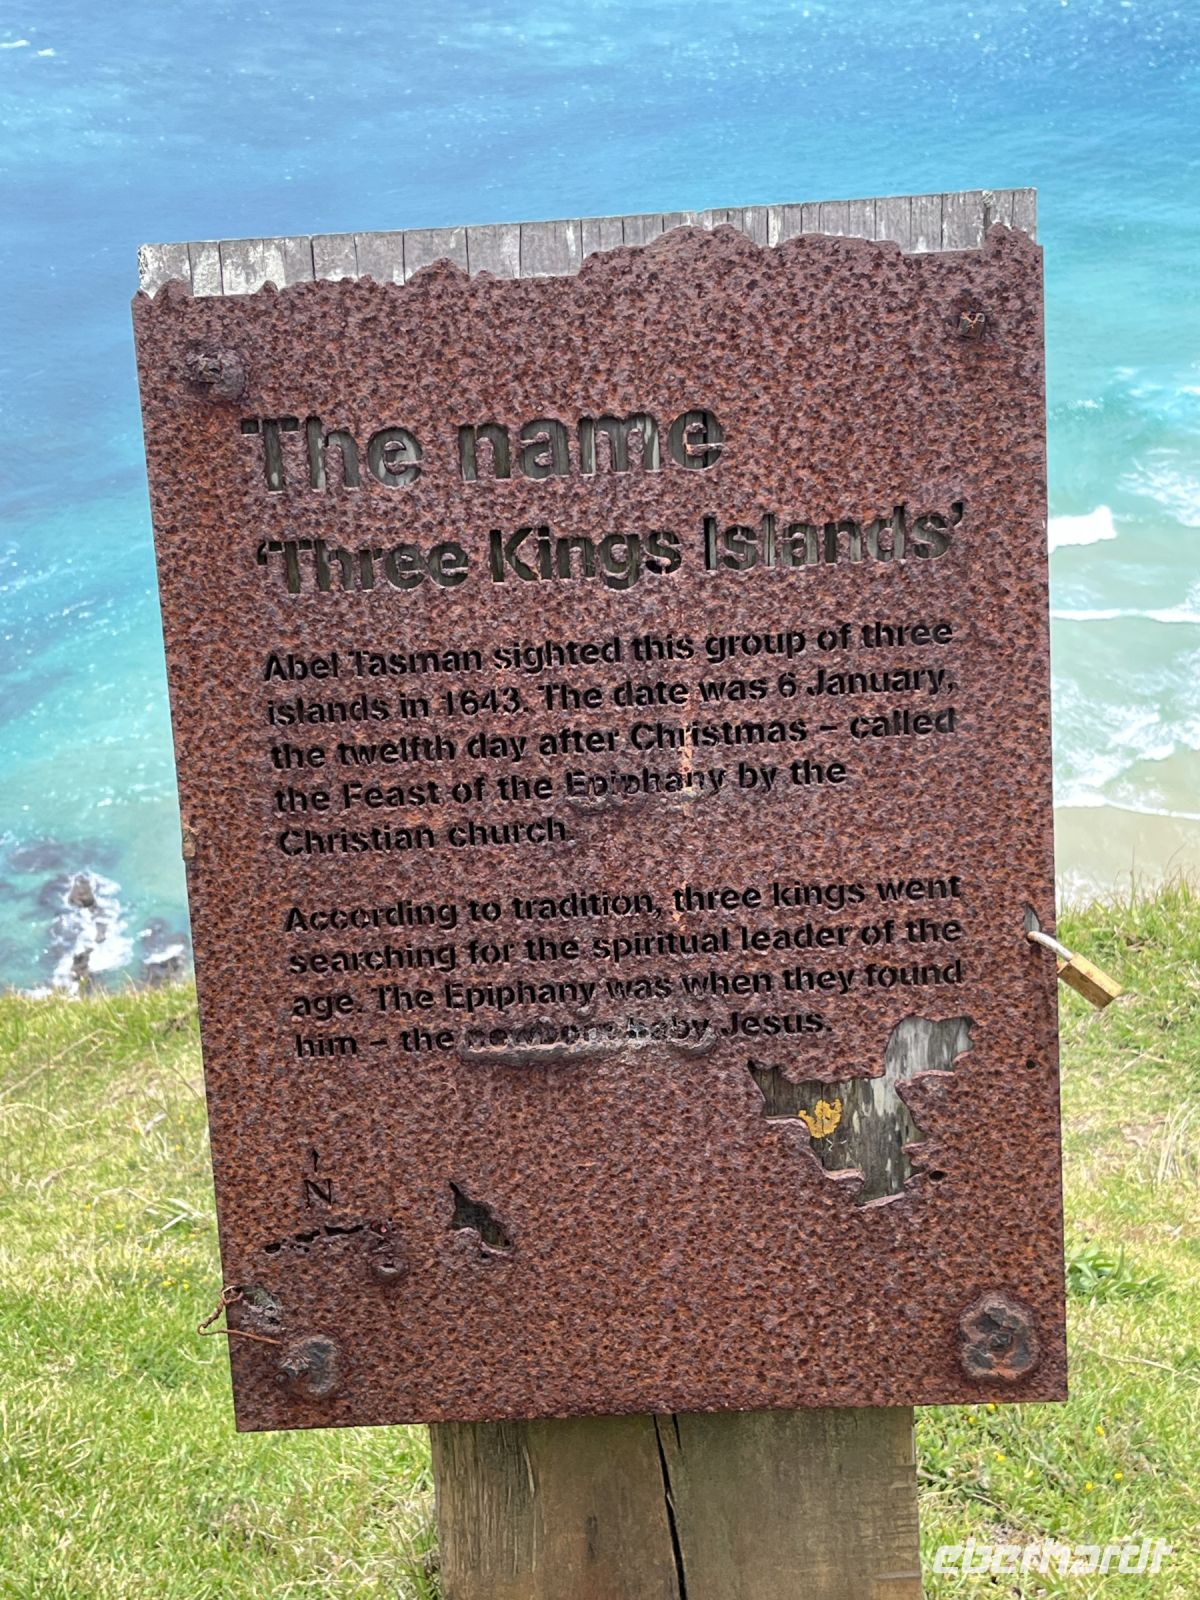 The name
‘Three Kings Islands’
Abel Tasman sighted this group of three
islands in 1643. The date was 6 January,
the twelfth day after Christmas – called
the Feast of the Epiphany by the
Christian church.
According to tradition, three kings went
searching for the spiritual leader of the
age. The Epiphany was when they found
him – the newborn baby Jesus.
N
eberhardt